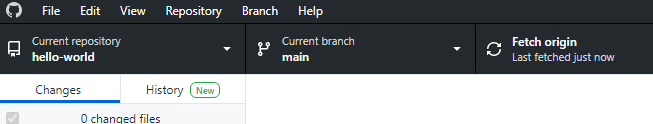 File Edit View Repository Branch Help
Current repository
hello-world
Current branch
main
Fetch origin
Last fetched just now
Changes
History New
0 changed files